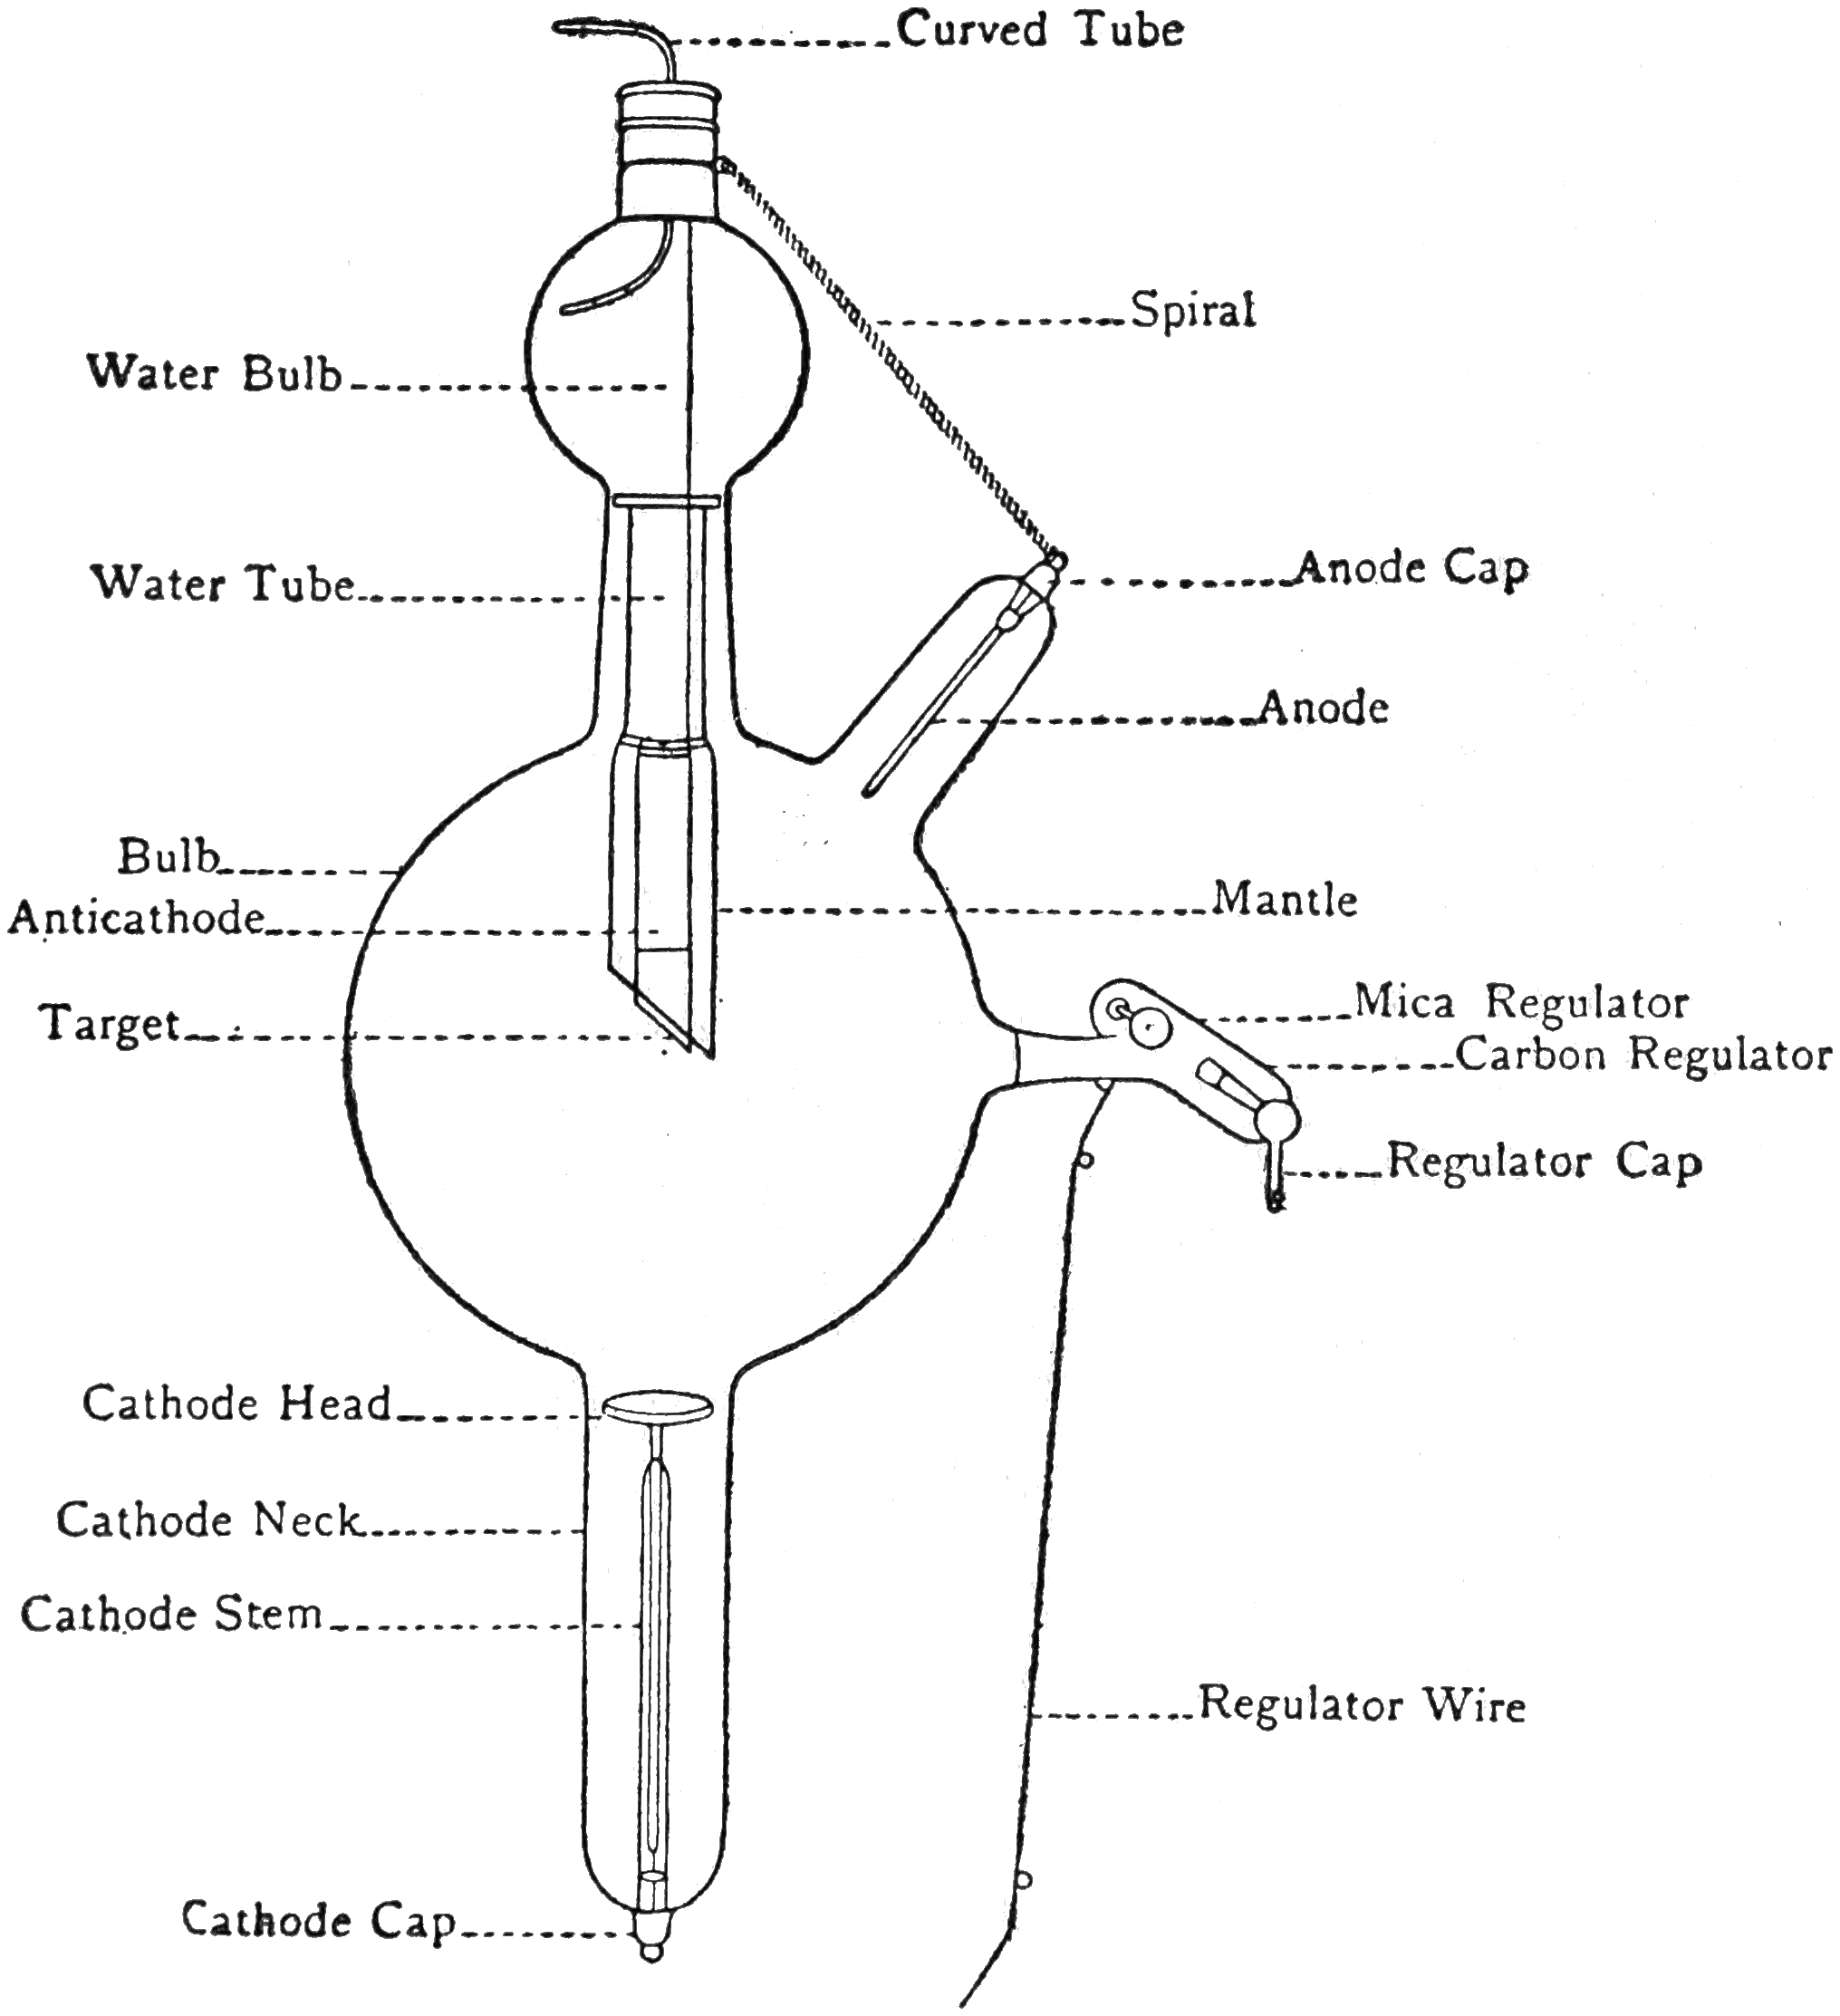 Curved Tube
Spiral
Water Bulb
Anode Cap
Water Tube
Anode
Bulb
Mantle
Anticathode
Mica Regulator
Target
Carbon Regulator
Regulator Cap
Cathode Head
Cathode Neck
Cathode Stem
Regulator Wire
Cathode Cap